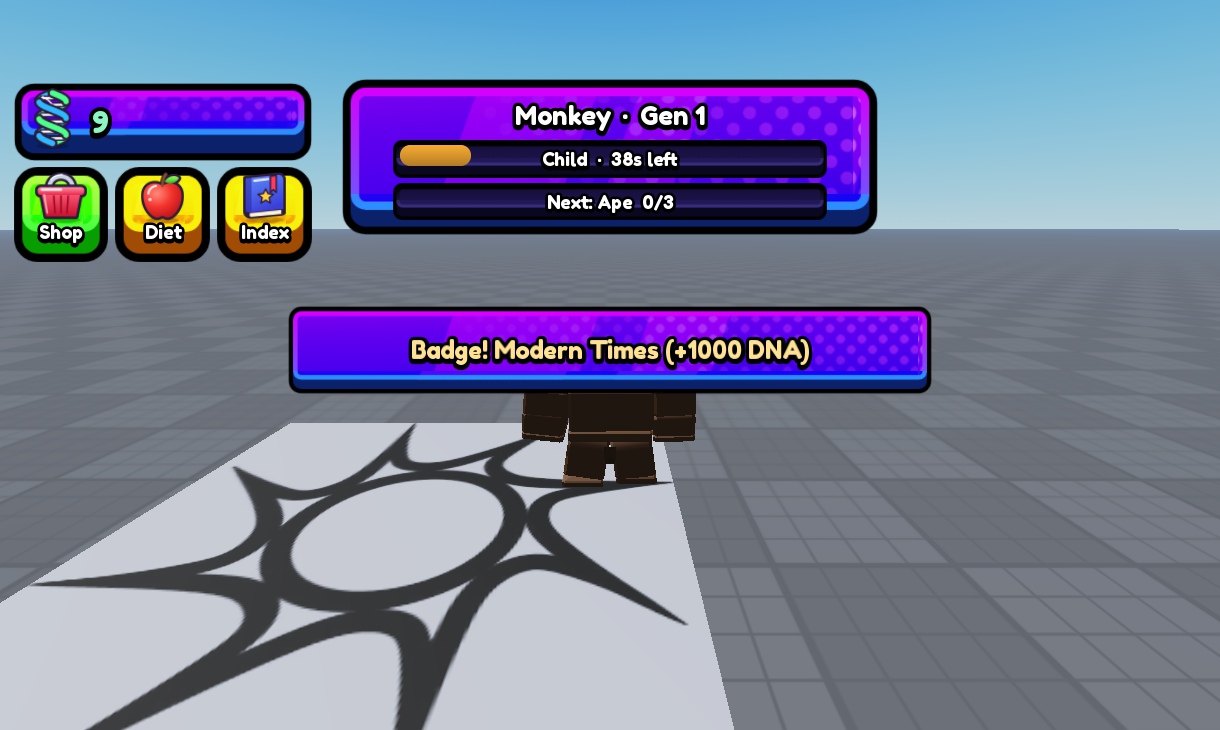 9
Shop
Diet
Index
Monkey · Gen 1
Child · 38s left
Next: Ape 0/3
Badge! Modern Times (+1000 DNA)